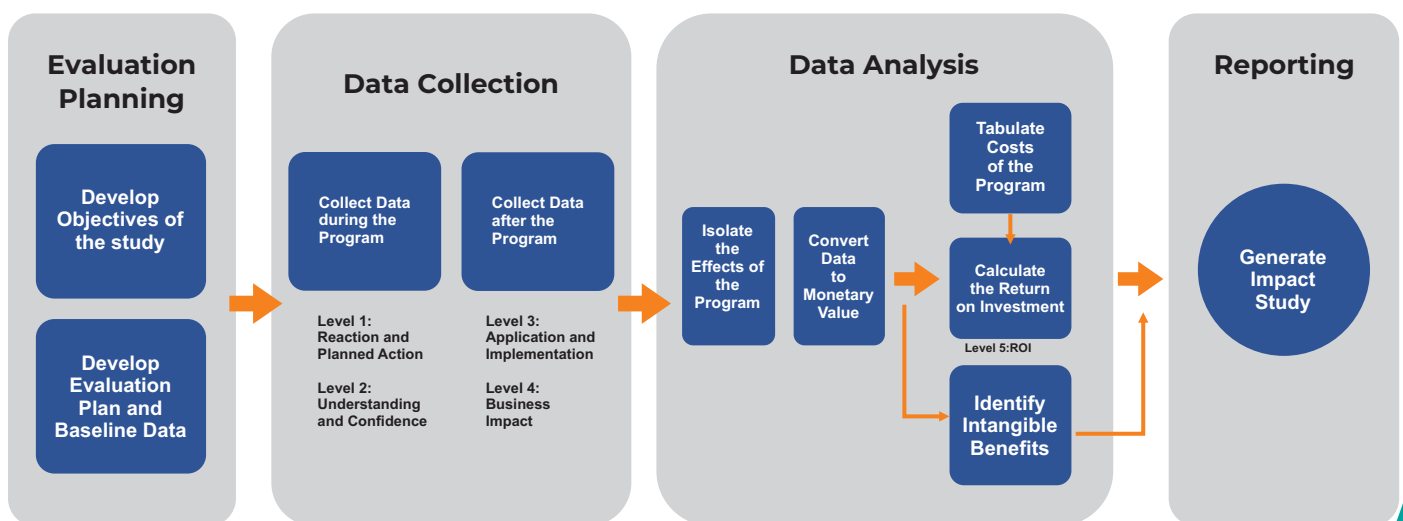 Evaluation
Planning
Develop
Objectives of
the study
Develop
Evaluation
Plan and
Baseline Data
Data Collection
Collect Data
during the
Program
Level 1:
Reaction and
Planned Action
Level 2:
Understanding
and Confidence
Collect Data
after the
Program
Level 3:
Application and
Implementation
Level 4:
Business
Impact
Data Analysis
Isolate
the
Effects of
the
Program
Convert
Data
to
Monetary
Value
Tabulate
Costs
of the
Program
Calculate
the Return
on Investment
Level 5:ROI
Identify
Intangible
Benefits
Reporting
Generate
Impact
Study